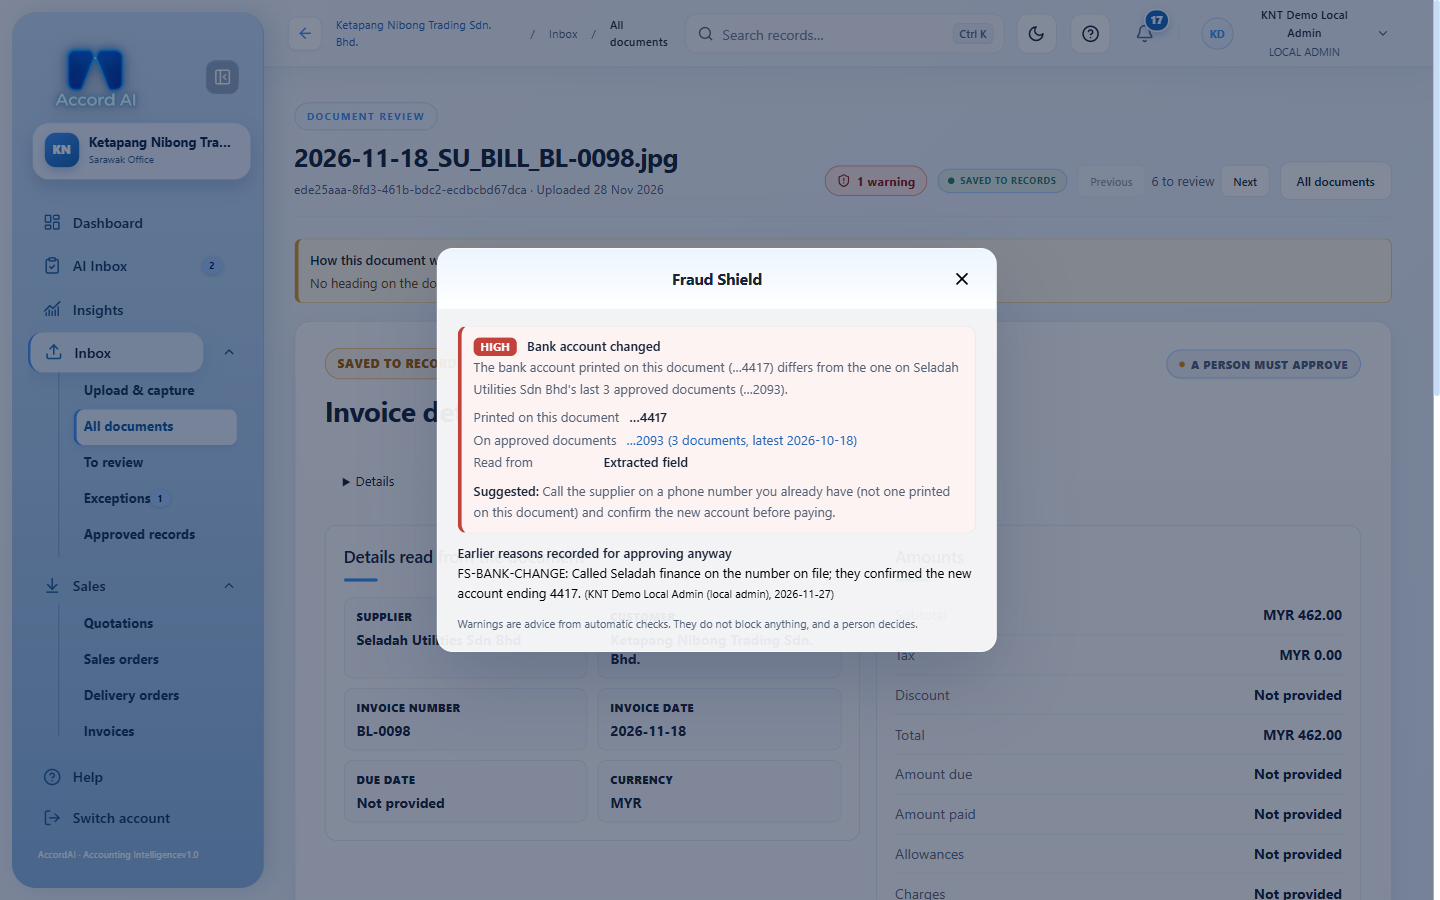 Accord AI
KN
Ketapang Nibong Tra...
Sarawak Office
Dashboard
AI Inbox
2
Insights
Inbox
Upload & capture
All documents
To review
Exceptions 1
Approved records
Sales
Quotations
Sales orders
Delivery orders
Invoices
Help
Switch account
AccordAI · Accounting Intelligencev1.0
Ketapang Nibong Trading Sdn.
Bhd.
/ Inbox /
All
documents
Search records...
Ctrl K
17
KD
KNT Demo Local
Admin
LOCAL ADMIN
DOCUMENT REVIEW
2026-11-18_SU_BILL_BL-0098.jpg
ede25aaa-8fd3-461b-bdc2-ecdbcbd67dca · Uploaded 28 Nov 2026
1 warning
SAVED TO RECORDS
Previous
6 to review
Next
All documents
How this document w
No heading on the do
SAVED TO RECO
A PERSON MUST APPROVE
Invoice de
Details
Fraud Shield
HIGH Bank account changed
The bank account printed on this document (...4417) differs from the one on Seladah
Utilities Sdn Bhd's last 3 approved documents (...2093).
Printed on this document ...4417
On approved documents ...2093 (3 documents, latest 2026-10-18)
Read from Extracted field
Suggested: Call the supplier on a phone number you already have (not one printed
on this document) and confirm the new account before paying.
Earlier reasons recorded for approving anyway
FS-BANK-CHANGE: Called Seladah finance on the number on file; they confirmed the new
account ending 4417. (KNT Demo Local Admin (local admin), 2026-11-27)
Warnings are advice from automatic checks. They do not block anything, and a person decides.
Details read
SUPPLIER
Seladah Utilities Sdn Bhd
CUSTOMER
Ketapang Nibong Trading Sdn.
Bhd.
INVOICE NUMBER
BL-0098
INVOICE DATE
2026-11-18
DUE DATE
Not provided
CURRENCY
MYR
Amounts
Subtotal MYR 462.00
Tax MYR 0.00
Discount Not provided
Total MYR 462.00
Amount due Not provided
Amount paid Not provided
Allowances Not provided
Charges Not provided